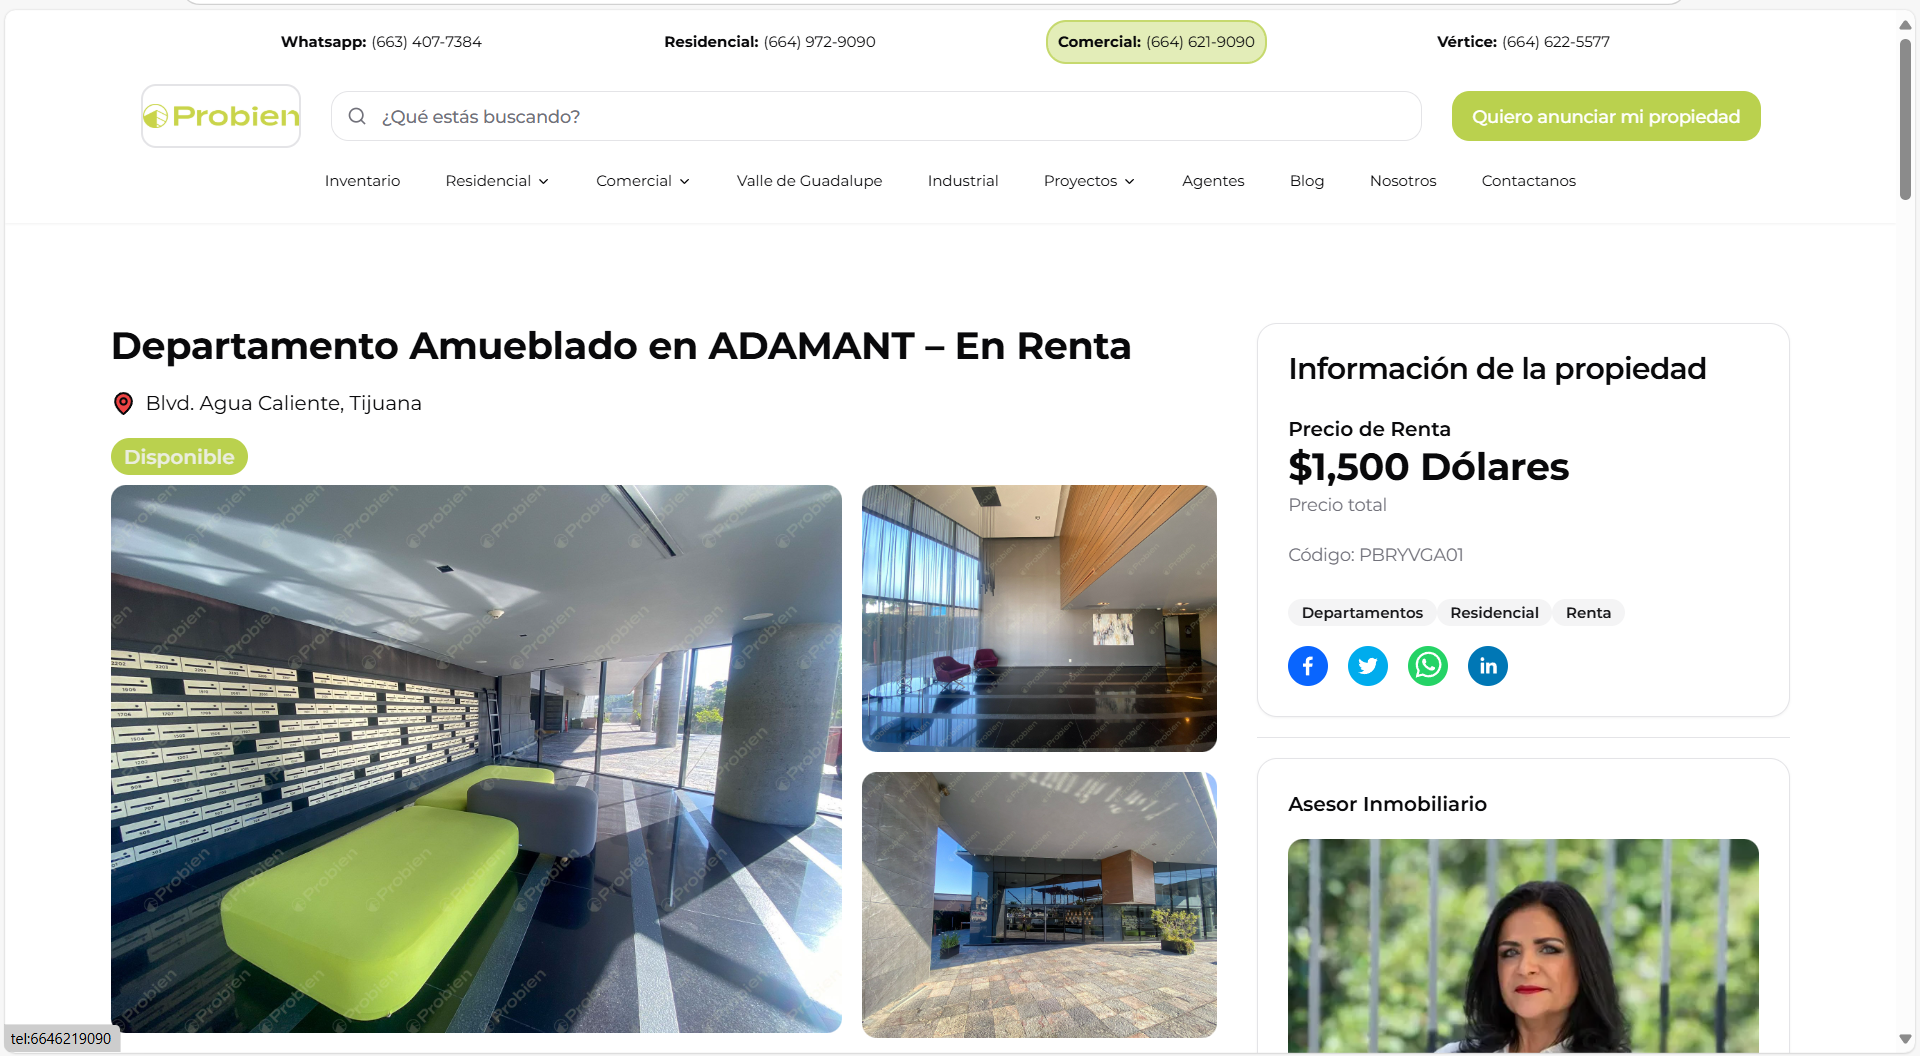 Whatsapp: (663) 407-7384
Residencial: (664) 972-9090
Comercial: (664) 621-9090
Vértice: (664) 622-5577
Probien
¿Qué estás buscando?
Quiero anunciar mi propiedad
Inventario
Residencial
Comercial
Valle de Guadalupe
Industrial
Proyectos
Agentes
Blog
Nosotros
Contactanos
Departamento Amueblado en ADAMANT – En Renta
Blvd. Agua Caliente, Tijuana
Disponible
Información de la propiedad
Precio de Renta
$1,500 Dólares
Precio total
Código: PBRYVGA01
Departamentos
Residencial
Renta
Asesor Inmobiliario
tel:6646219090